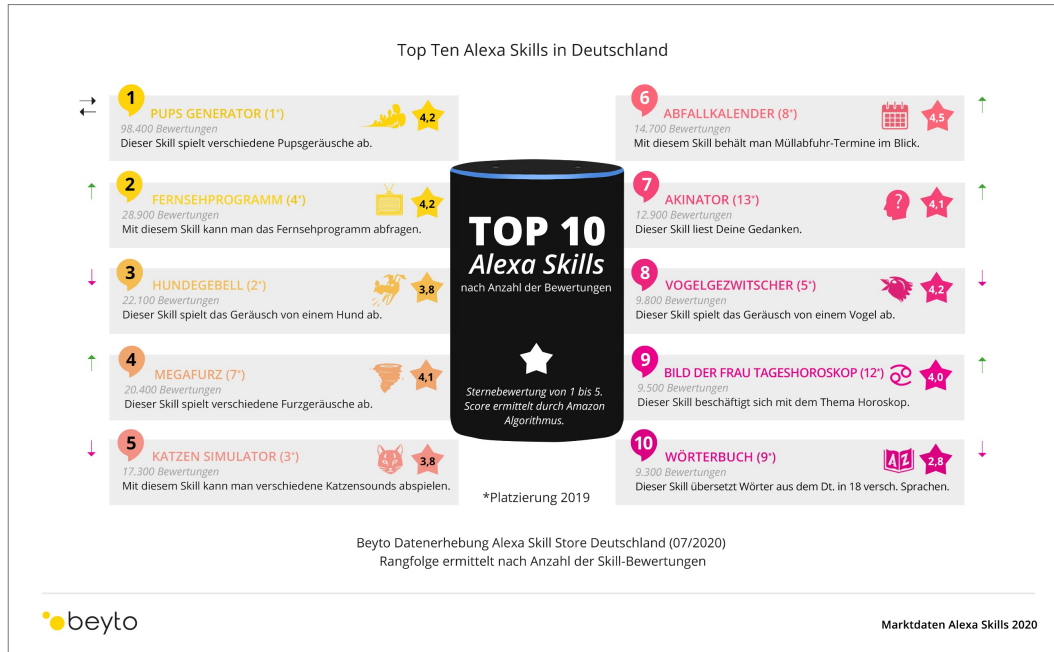 Top Ten Alexa Skills in Deutschland
1
PUPS GENERATOR (1*)
98.400 Bewertungen
4,2
Dieser Skill spielt verschiedene Pupsgeräusche ab.
2
FERNSEHPROGRAMM (4*)
28.900 Bewertungen
4,2
Mit diesem Skill kann man das Fernsehprogramm abfragen.
3
HUNDEGEBELL (2*)
22.100 Bewertungen
3,8
Dieser Skill spielt das Geräusch von einem Hund ab.
4
MEGAFURZ (7*)
20.400 Bewertungen
4,1
Dieser Skill spielt verschiedene Furzgeräusche ab.
5
KATZEN SIMULATOR (3*)
17.300 Bewertungen
3,8
Mit diesem Skill kann man verschiedene Katzensounds abspielen.
TOP 10
Alexa Skills
nach Anzahl der Bewertungen
Sternebewertung von 1 bis 5.
Score ermittelt durch Amazon
Algorithmus.
*Platzierung 2019
6
ABFALLKALENDER (8*)
14.700 Bewertungen
4,5
Mit diesem Skill behält man Müllabfuhr-Termine im Blick.
7
AKINATOR (13*)
12.900 Bewertungen
?
4,1
Dieser Skill liest Deine Gedanken.
8
VOGELGEZWITSCHER (5*)
9.800 Bewertungen
4,2
Dieser Skill spielt das Geräusch von einem Vogel ab.
9
BILD DER FRAU TAGESHOROSKOP (12*)
9.500 Bewertungen
4,0
Dieser Skill beschäftigt sich mit dem Thema Horoskop.
10
WÖRTERBUCH (9*)
9.300 Bewertungen
A Z
2,8
Dieser Skill übersetzt Wörter aus dem Dt. in 18 versch. Sprachen.
Beyto Datenerhebung Alexa Skill Store Deutschland (07/2020)
Rangfolge ermittelt nach Anzahl der Skill-Bewertungen
beyto
Marktdaten Alexa Skills 2020